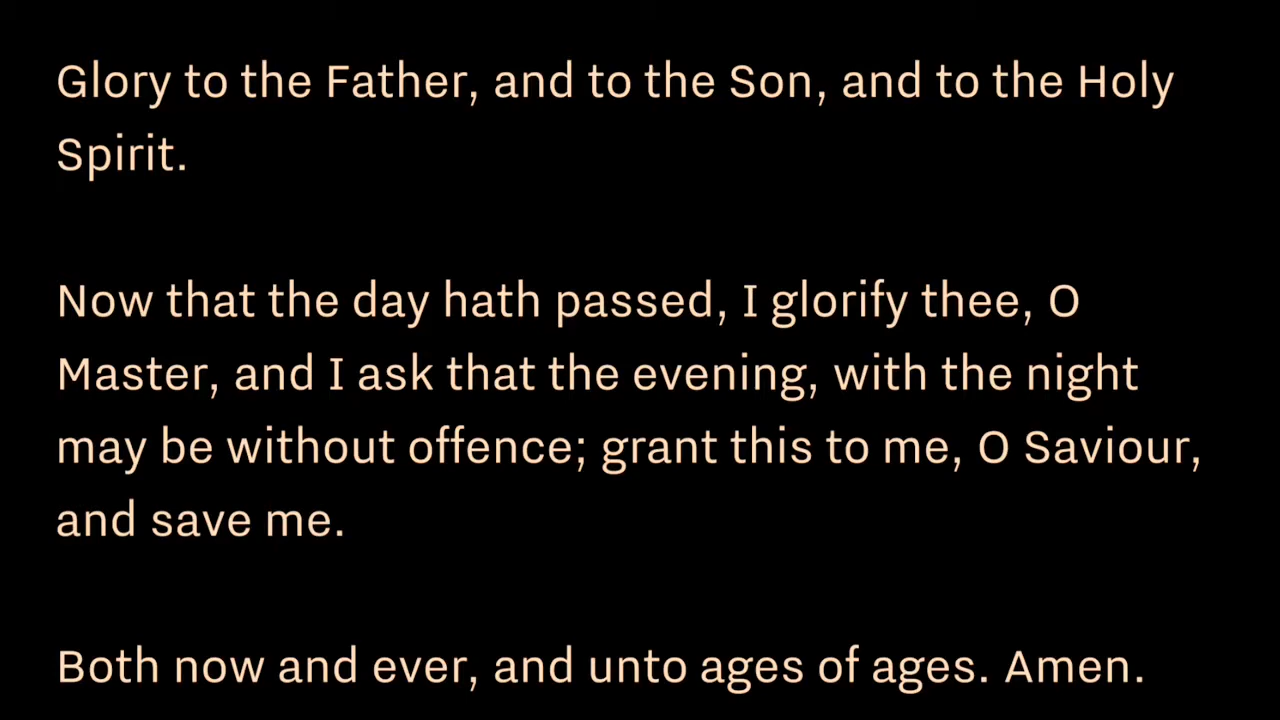 Glory to the Father, and to the Son, and to the Holy
Spirit.
Now that the day hath passed, I glorify thee, O
Master, and I ask that the evening, with the night
may be without offence; grant this to me, O Saviour,
and save me.
Both now and ever, and unto ages of ages. Amen.